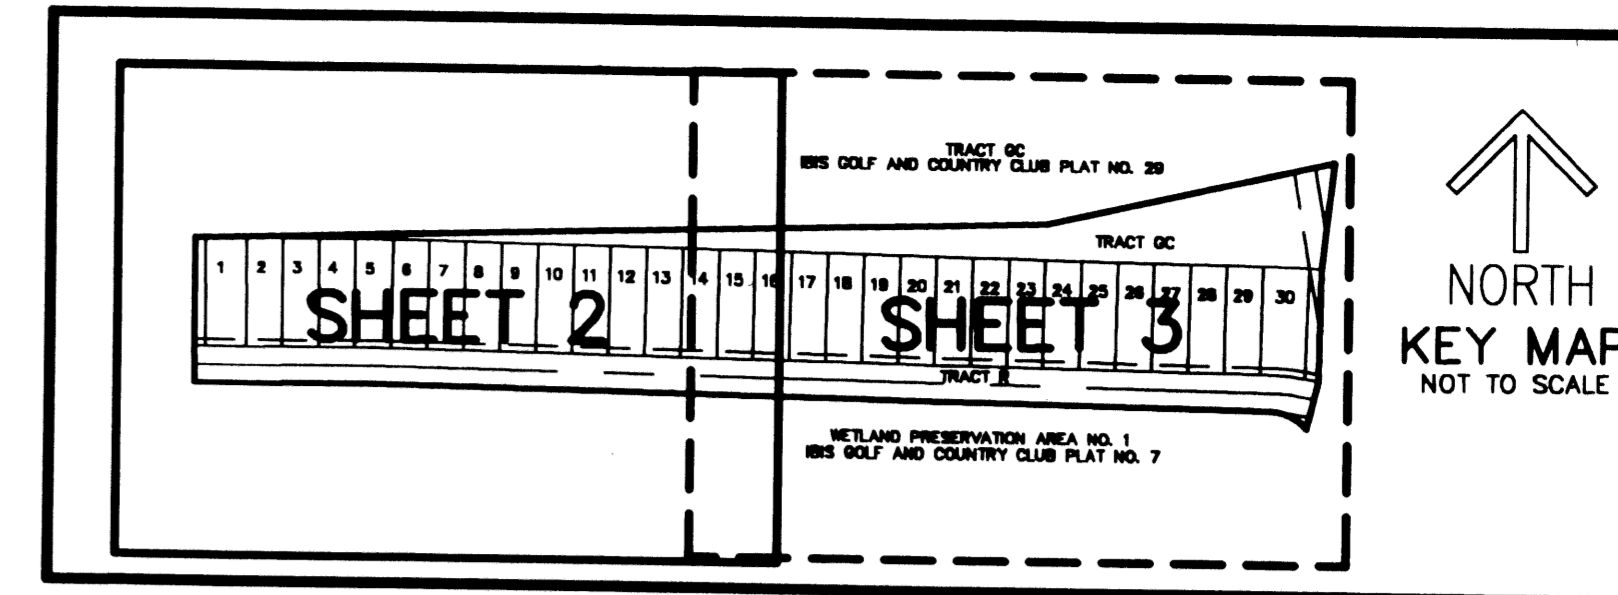 TRACT GC
IBIS GOLF AND COUNTRY CLUB PLAT NO. 29
TRACT GC
1 2 3 4 5 6 7 8 9 10 11 12 13 14 15 16 17 18 19 20 21 22 23 24 25 26 27 28 29 30
SHEET 2 SHEET 3
TRACT R
WETLAND PRESERVATION AREA NO. 1
IBIS GOLF AND COUNTRY CLUB PLAT NO. 7
NORTH
KEY MAP
NOT TO SCALE